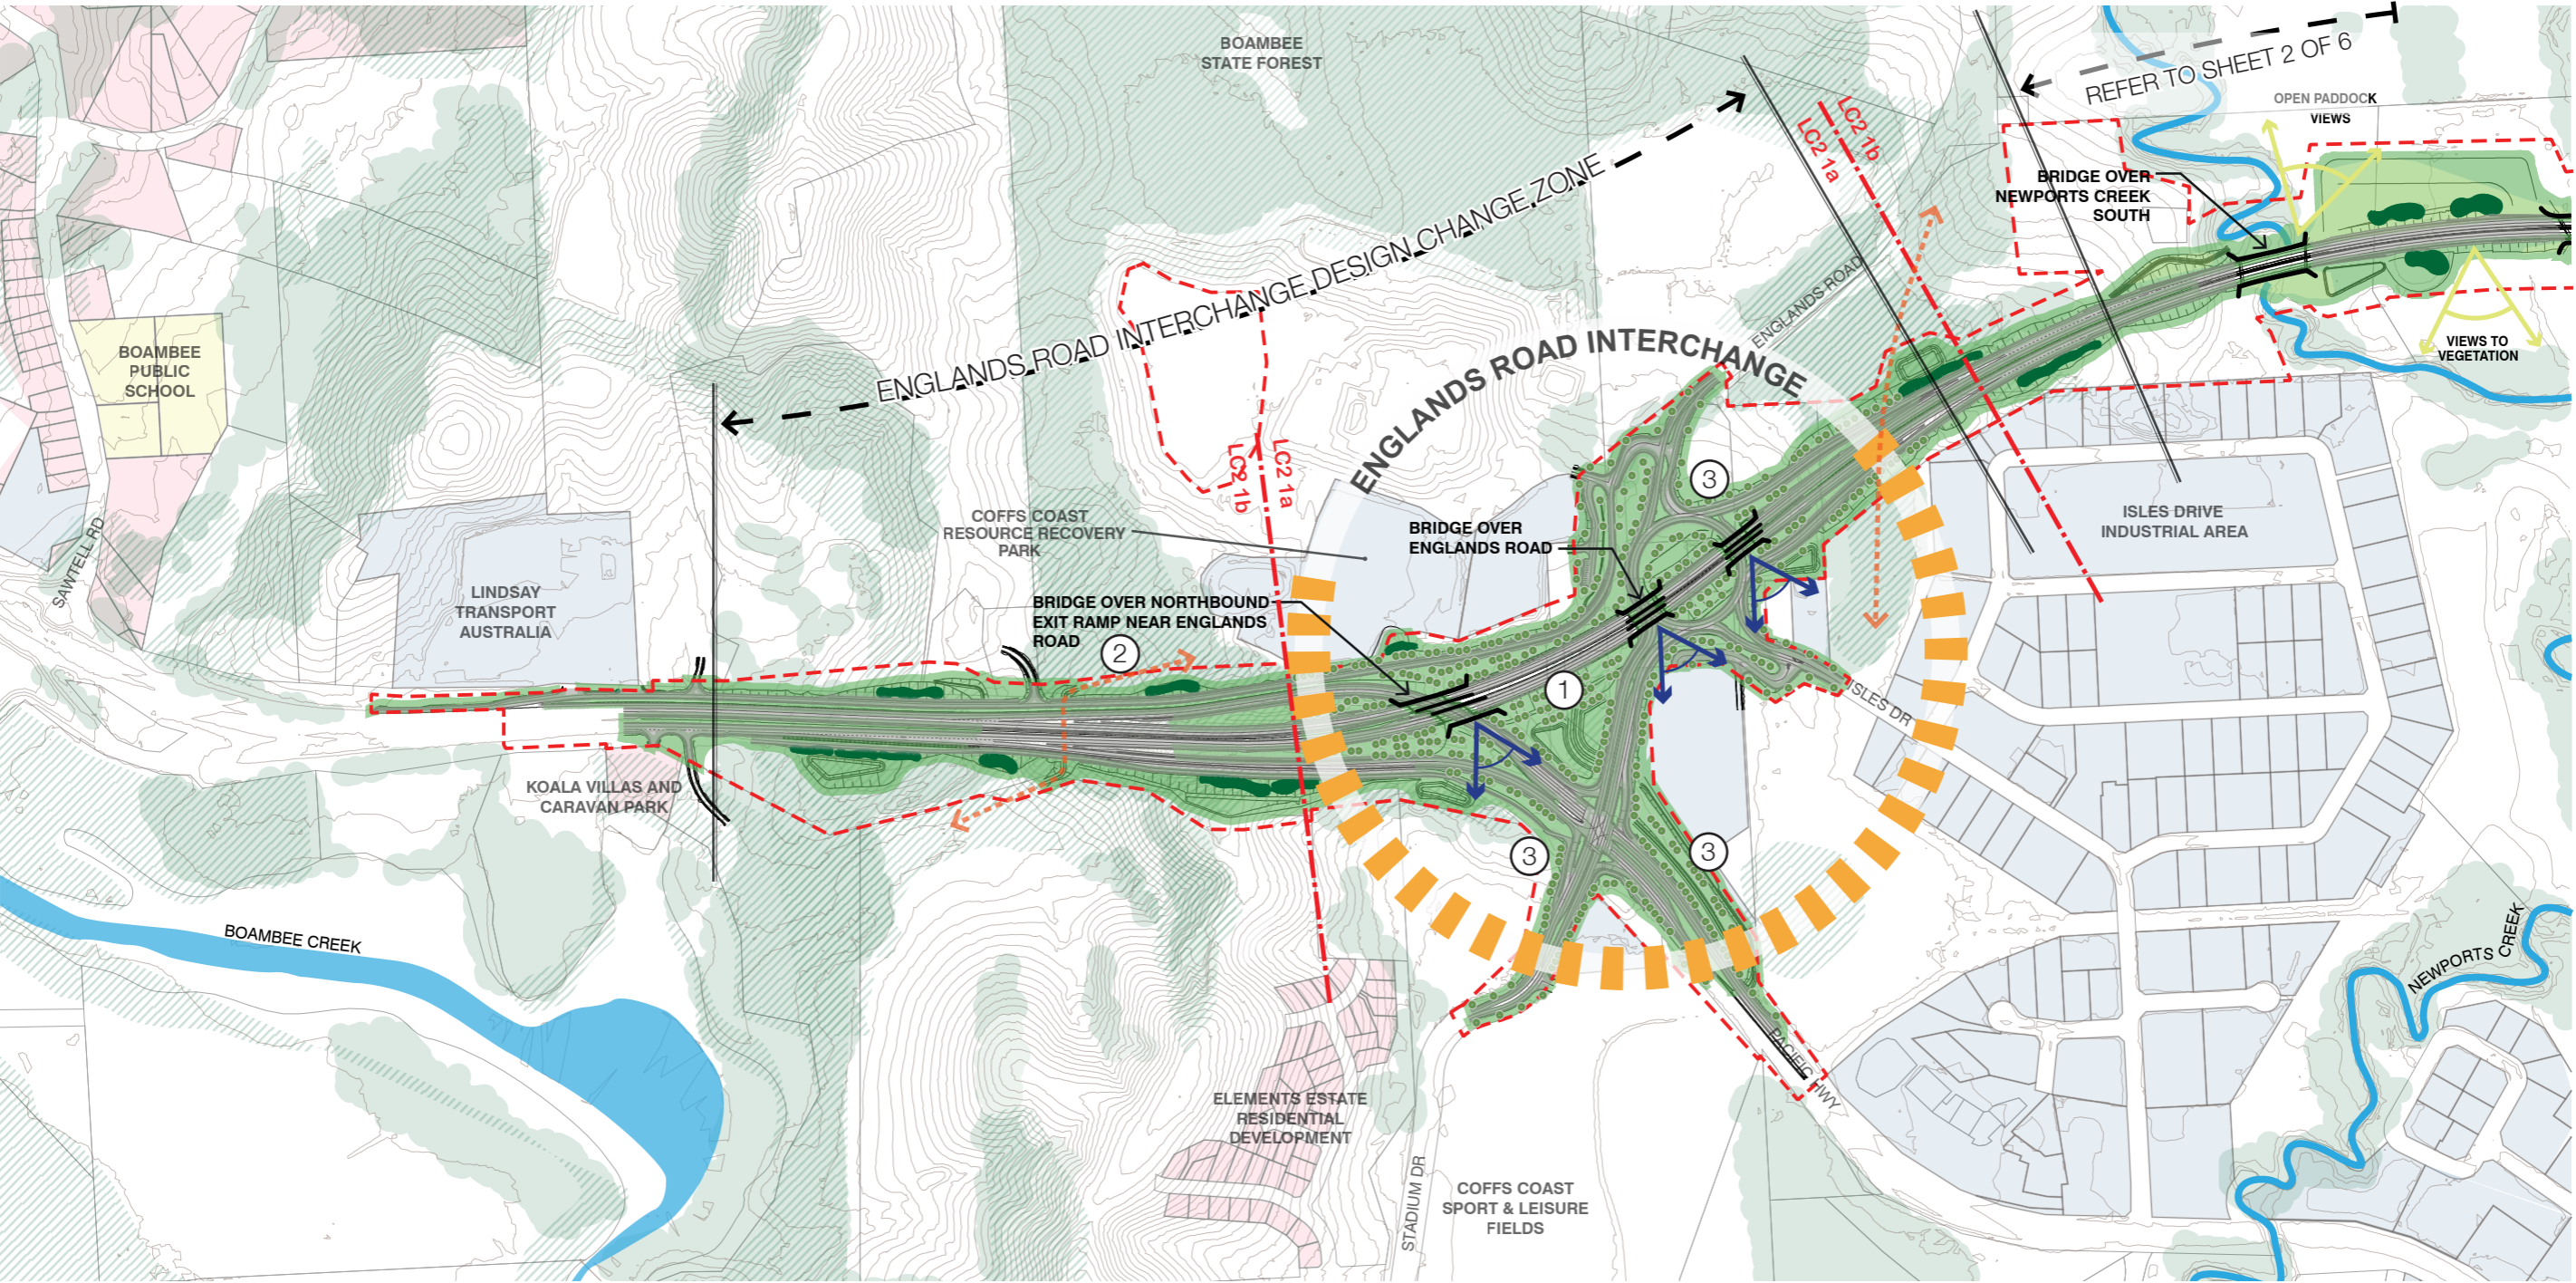 BOAMBEE
STATE FOREST
REFER TO SHEET 2 OF 6
OPEN PADDOCK
VIEWS
LC2 1b
LC2 1a
BRIDGE OVER
NEWPORTS CREEK
SOUTH
ENGLANDS ROAD INTERCHANGE DESIGN CHANGE ZONE
ENGLANDS ROAD
VIEWS TO
VEGETATION
BOAMBEE
PUBLIC
SCHOOL
ENGLANDS ROAD INTERCHANGE
LC2 1b
LC2 1a
3
COFFS COAST
RESOURCE RECOVERY
PARK
BRIDGE OVER
ENGLANDS ROAD
ISLES DRIVE
INDUSTRIAL AREA
SAWTELL RD
LINDSAY
TRANSPORT
AUSTRALIA
BRIDGE OVER NORTHBOUND
EXIT RAMP NEAR ENGLANDS
ROAD
2
1
ISLES DR
KOALA VILLAS AND
CARAVAN PARK
3
3
BOAMBEE CREEK
NEWPORTS CREEK
PACIFIC HWY
ELEMENTS ESTATE
RESIDENTIAL
DEVELOPMENT
STADIUM DR
COFFS COAST
SPORT & LEISURE
FIELDS